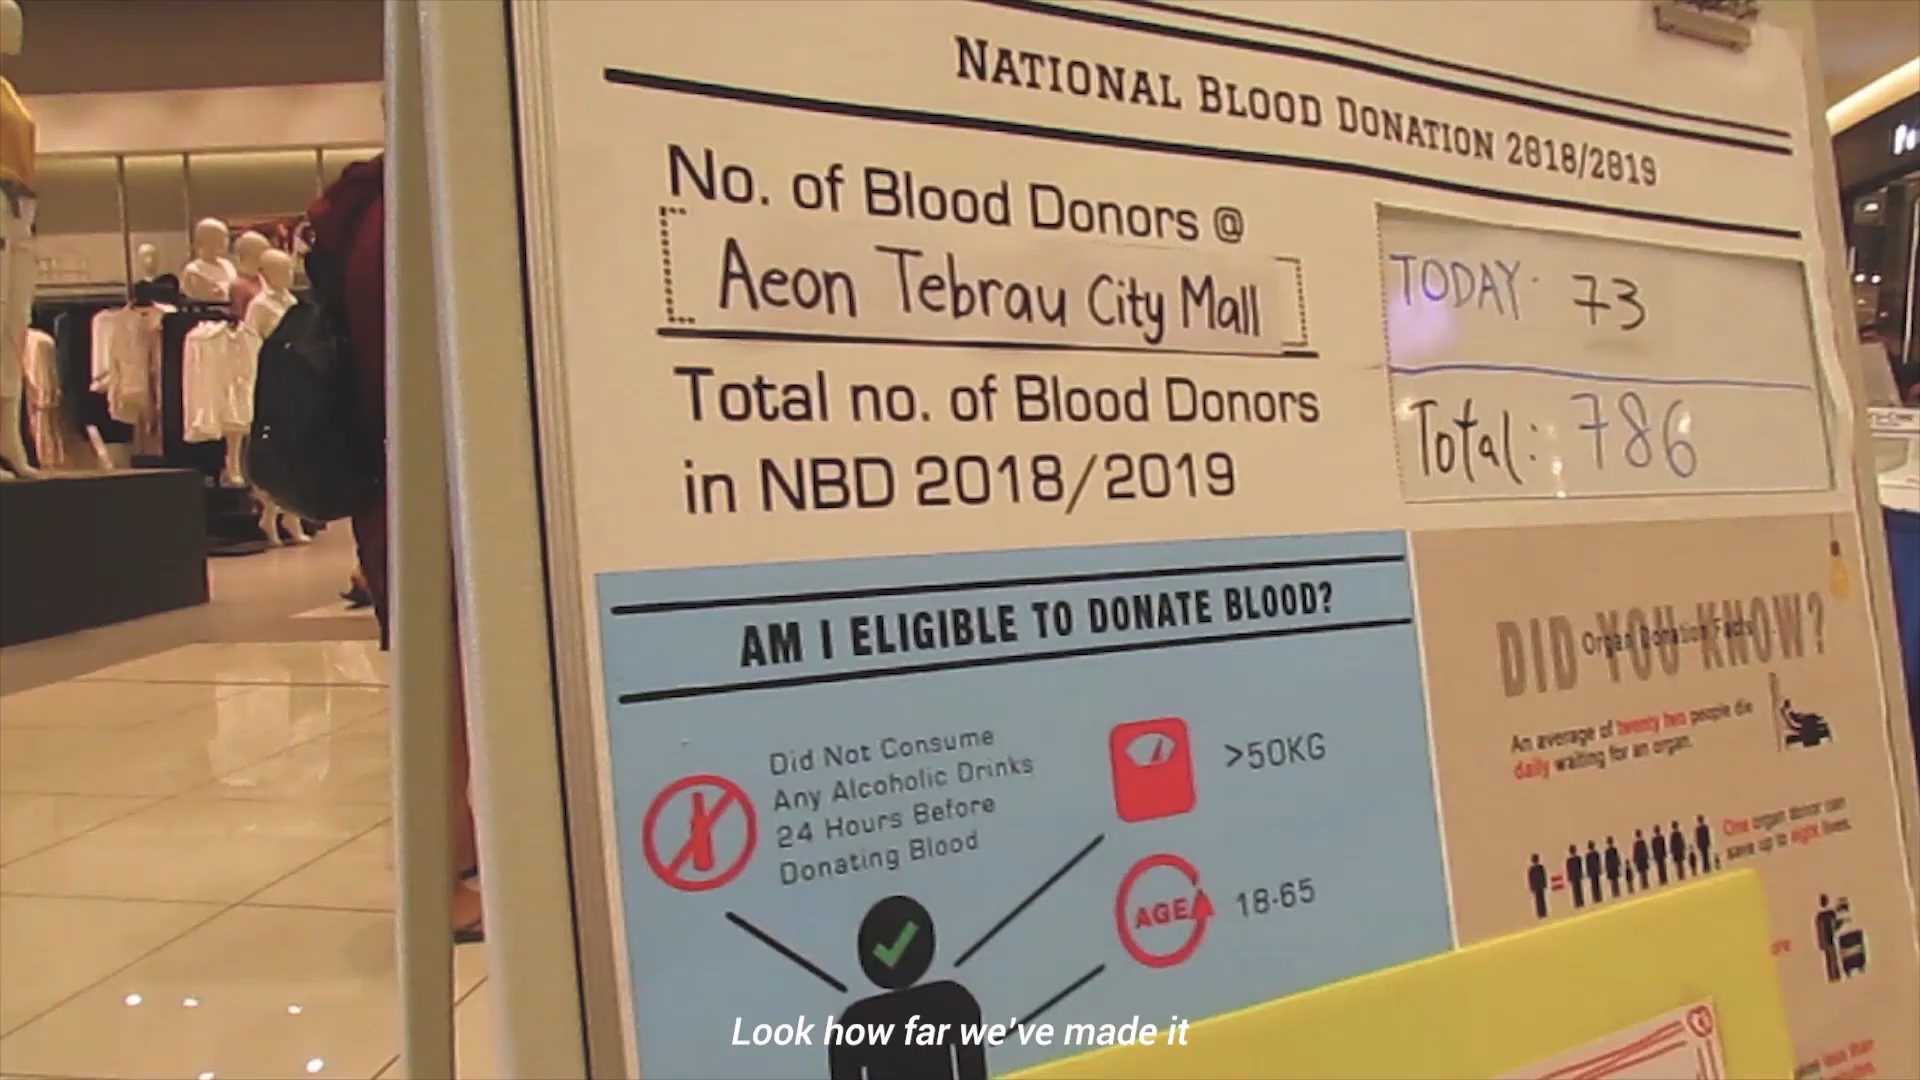 NATIONAL BLOOD DONATION 2018/2019
No. of Blood Donors @
Aeon Tebrau City Mall
Total no. of Blood Donors
in NBD 2018/2019
TODAY: 73
Total: 786
AM I ELIGIBLE TO DONATE BLOOD?
Did Not Consume
Any Alcoholic Drinks
24 Hours Before
Donating Blood
>50KG
AGE
18-65
DID YOU KNOW?
Organ Donation Facts
An average of twenty two people die
daily waiting for an organ.
One organ donor can
save up to eight lives.
Look how far we've made it